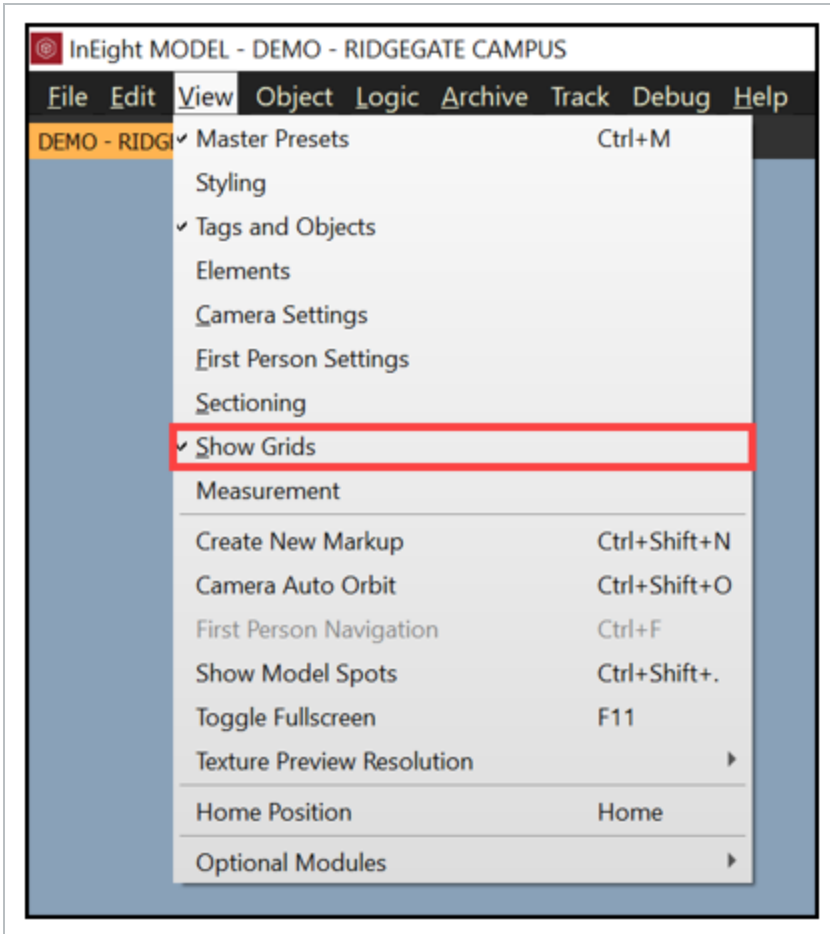 InEight MODEL - DEMO - RIDGEGATE CAMPUS
File Edit View Object Logic Archive Track Debug Help
DEMO - RIDG
Master Presets Ctrl+M
Styling
Tags and Objects
Elements
Camera Settings
First Person Settings
Sectioning
Show Grids
Measurement
Create New Markup Ctrl+Shift+N
Camera Auto Orbit Ctrl+Shift+O
First Person Navigation Ctrl+F
Show Model Spots Ctrl+Shift+.
Toggle Fullscreen F11
Texture Preview Resolution
Home Position Home
Optional Modules